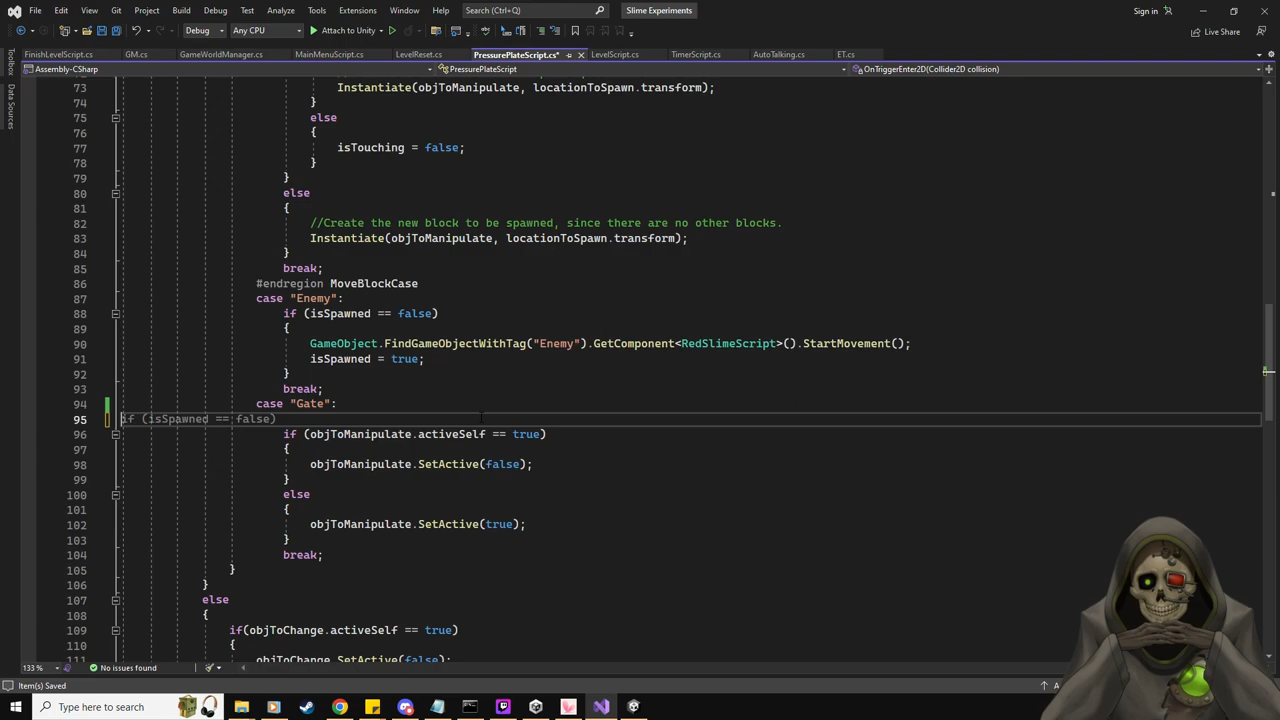 File Edit View Git Project Build Debug Test Analyze Tools Extensions Window Help Search (Ctrl+Q) Slime Experiments Sign in
Debug Any CPU Attach to Unity Live Share
FinishLevelScript.cs GM.cs GameWorldManager.cs MainMenuScript.cs LevelReset.cs PressurePlateScript.cs* LevelScript.cs TimerScript.cs AutoTalking.cs ET.cs
Toolbox
Data Sources
Assembly-CSharp PressurePlateScript OnTriggerEnter2D(Collider2D collision)
73 Instantiate(objToManipulate, locationToSpawn.transform);
74 }
75 else
76 {
77 isTouching = false;
78 }
79 }
80 else
81 {
82 //Create the new block to be spawned, since there are no other blocks.
83 Instantiate(objToManipulate, locationToSpawn.transform);
84 }
85 break;
86 #endregion MoveBlockCase
87 case "Enemy":
88 if (isSpawned == false)
89 {
90 GameObject.FindGameObjectWithTag("Enemy").GetComponent<RedSlimeScript>().StartMovement();
91 isSpawned = true;
92 }
93 break;
94 case "Gate":
95 if (isSpawned == false)
96 if (objToManipulate.activeSelf == true)
97 {
98 objToManipulate.SetActive(false);
99 }
100 else
101 {
102 objToManipulate.SetActive(true);
103 }
104 break;
105 }
106 }
107 else
108 {
109 if(objToChange.activeSelf == true)
110 {
111 objToChange.SetActive(false);
133 % No issues found
Item(s) Saved
Type here to search